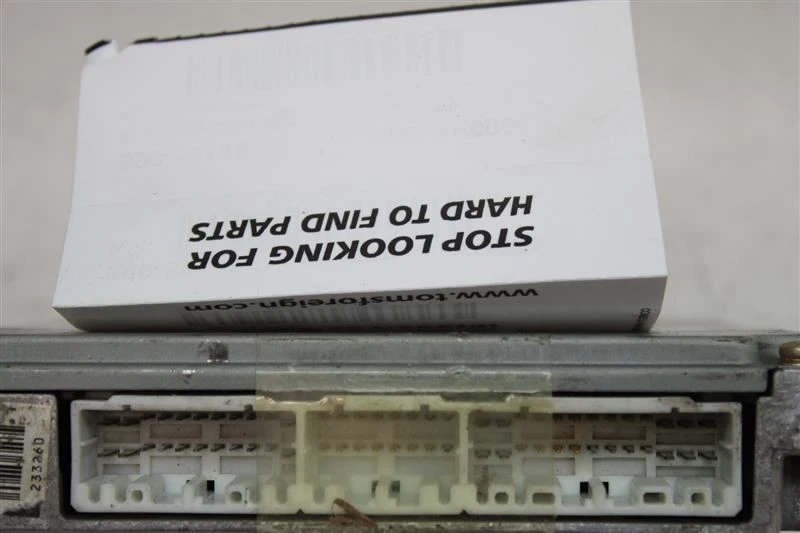 STOP LOOKING FOR
HARD TO FIND PARTS
www.tomsforeign.com
23326D